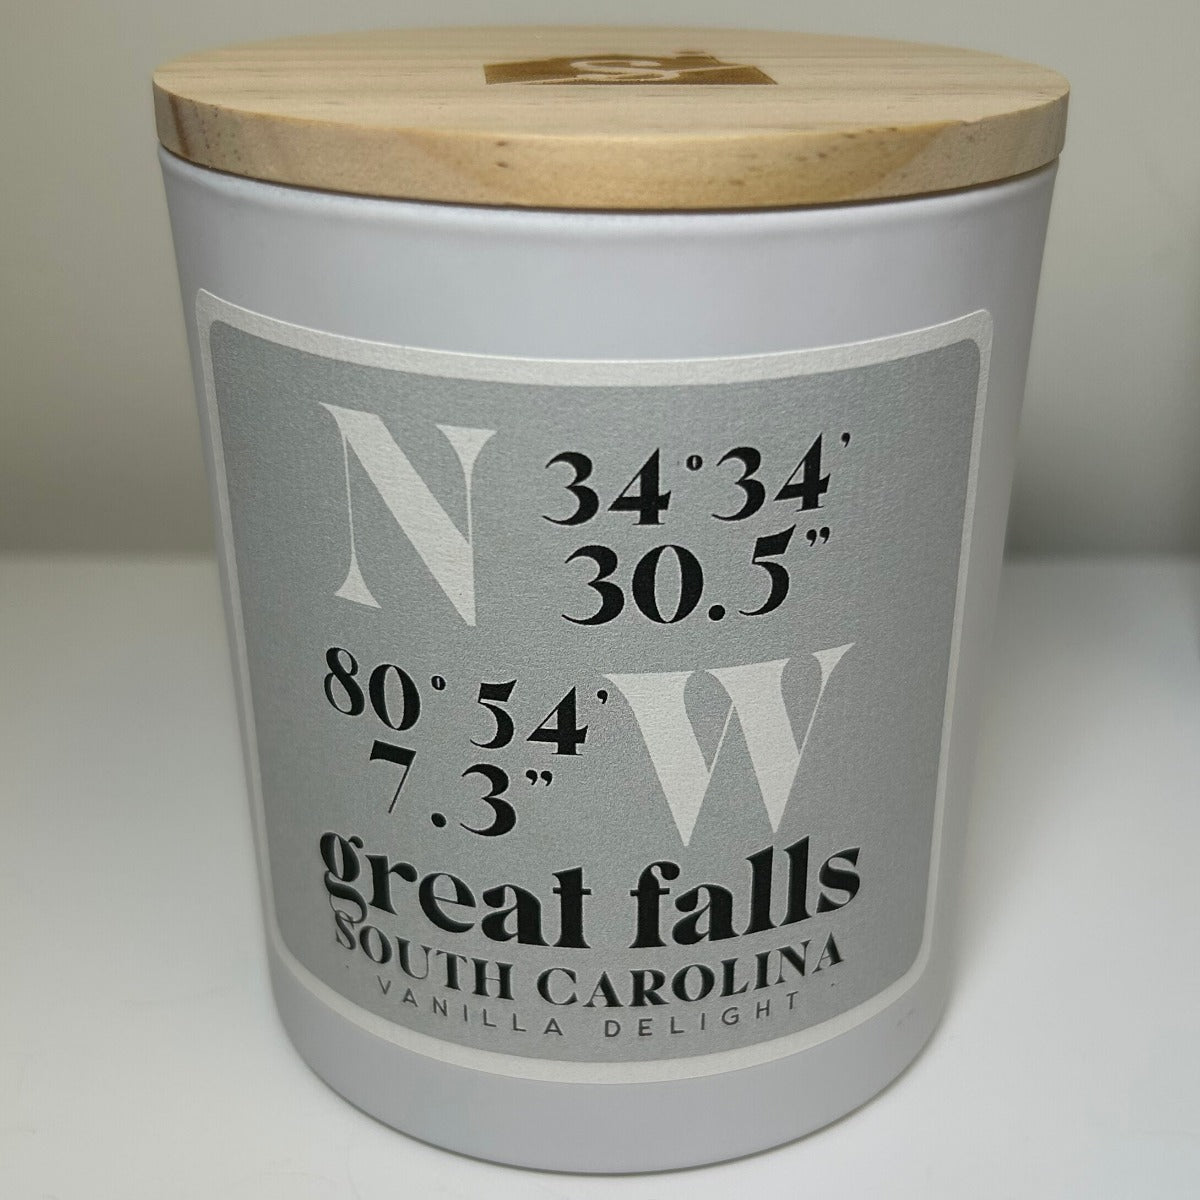 N 34°34’
30.5”
80° 54’ W
7.3”
great falls
SOUTH CAROLINA
· VANILLA DELIGHT ·